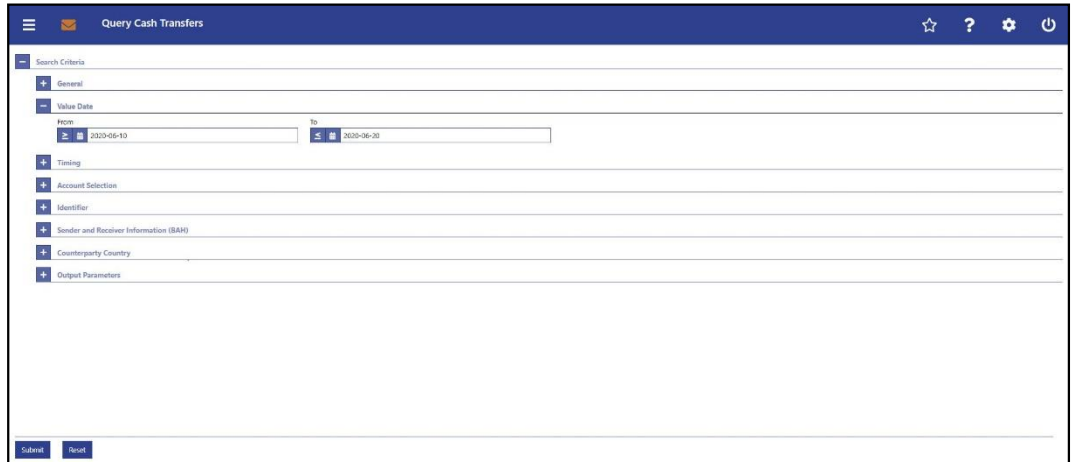 Query Cash Transfers
?
Search Criteria
General
Value Date
From To
≥ 2020-06-10 ≤ 2020-06-20
Timing
Account Selection
Identifier
Sender and Receiver Information (BAH)
Counterparty Country
Output Parameters
Submit Reset